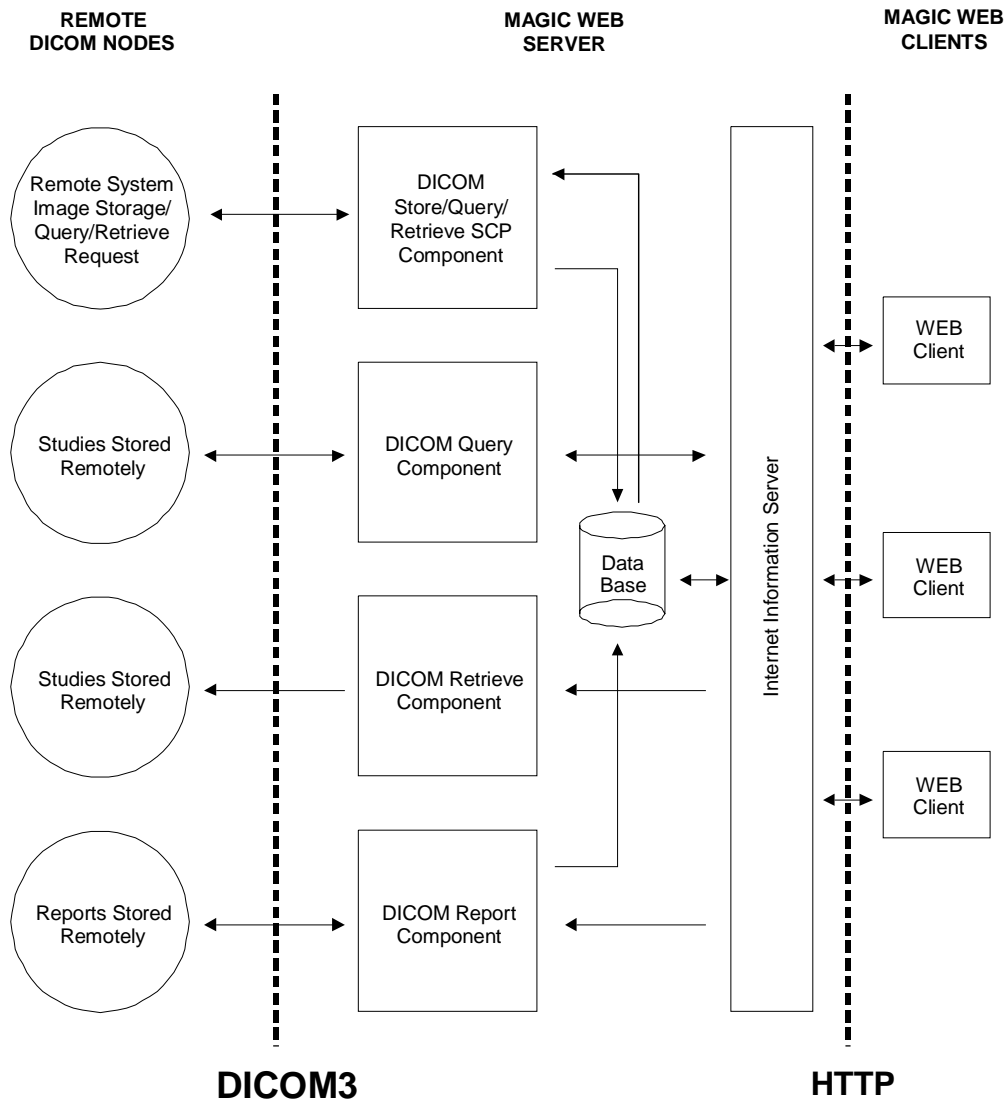 REMOTE
DICOM NODES
MAGIC WEB
SERVER
MAGIC WEB
CLIENTS
Remote System
Image Storage/
Query/Retrieve
Request
DICOM
Store/Query/
Retrieve SCP
Component
WEB
Client
Studies Stored
Remotely
DICOM Query
Component
Data
Base
Internet Information Server
WEB
Client
Studies Stored
Remotely
DICOM Retrieve
Component
WEB
Client
Reports Stored
Remotely
DICOM Report
Component
DICOM3
HTTP